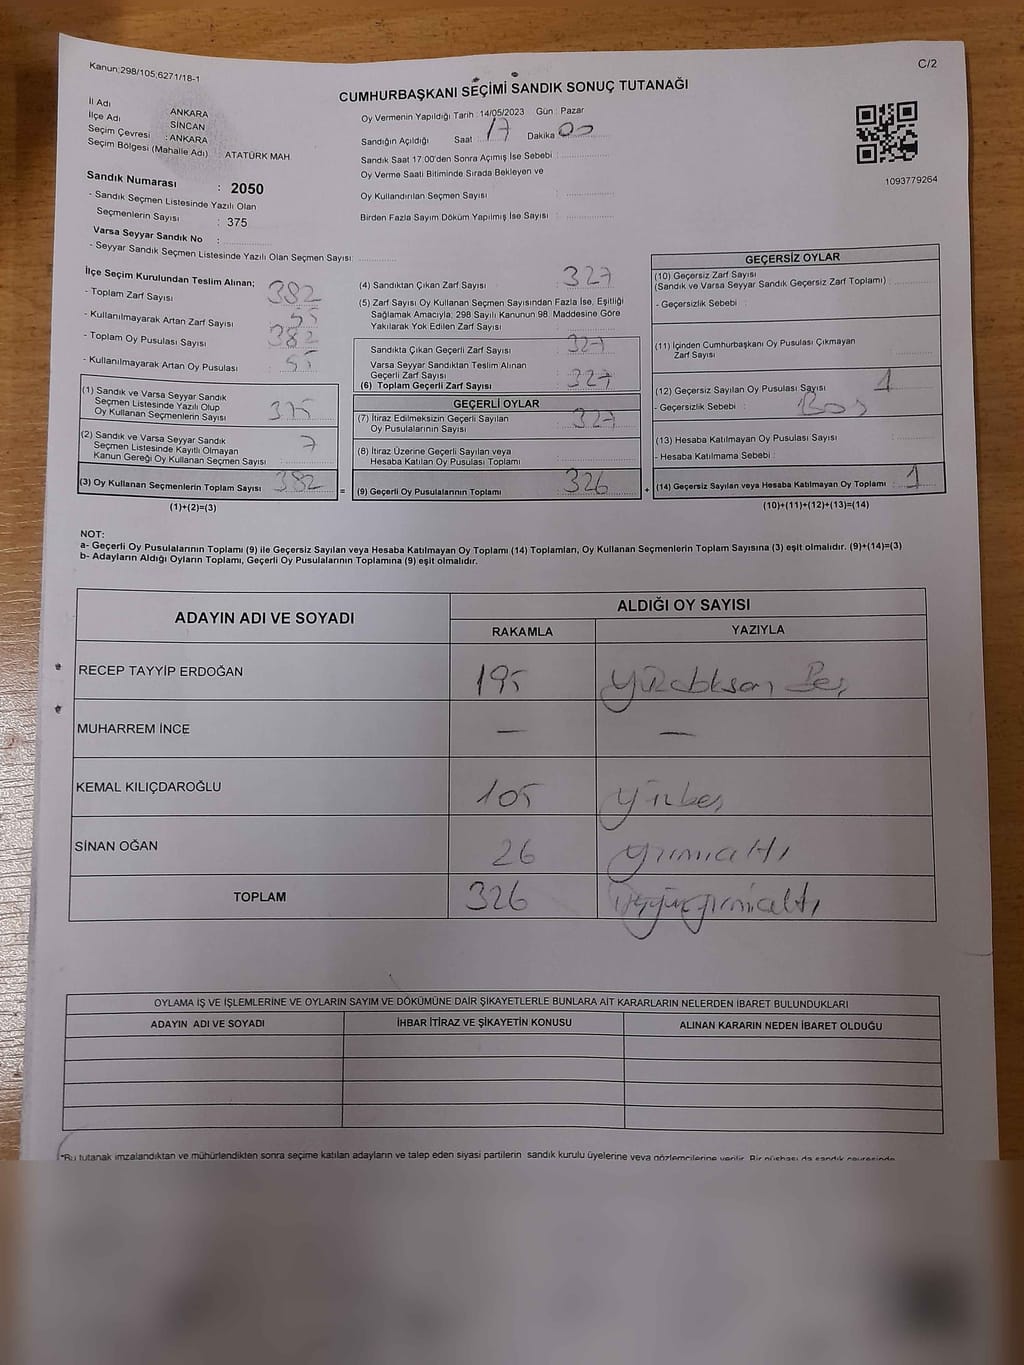 Kanun;298/105,6271/18-1
C/2
CUMHURBAŞKANI SEÇİMİ SANDIK SONUÇ TUTANAĞI
İl Adı ANKARA
İlçe Adı SİNCAN
Seçim Çevresi : ANKARA
Seçim Bölgesi (Mahalle Adı) : ATATÜRK MAH.
Sandık Numarası : 2050
- Sandık Seçmen Listesinde Yazılı Olan
Seçmenlerin Sayısı : 375
Varsa Seyyar Sandık No :
- Seyyar Sandık Seçmen Listesinde Yazılı Olan Seçmen Sayısı:
Oy Vermenin Yapıldığı Tarih : 14/05/2023 Gün : Pazar
Sandığın Açıldığı Saat : 17 Dakika : 00
Sandık Saat 17.00'den Sonra Açımış İse Sebebi :
Oy Verme Saati Bitiminde Sırada Bekleyen ve
Oy Kullandırılan Seçmen Sayısı :
Birden Fazla Sayım Döküm Yapılmış İse Sayısı :
1093779264
İlçe Seçim Kurulundan Teslim Alınan;
- Toplam Zarf Sayısı : 382
- Kullanılmayarak Artan Zarf Sayısı : 55
- Toplam Oy Pusulası Sayısı : 382
- Kullanılmayarak Artan Oy Pusulası : 55
(1) Sandık ve Varsa Seyyar Sandık
Seçmen Listesinde Yazılı Olup
Oy Kullanan Seçmenlerin Sayısı : 375
(2) Sandık ve Varsa Seyyar Sandık
Seçmen Listesinde Kayıtlı Olmayan
Kanun Gereği Oy Kullanan Seçmen Sayısı : 7
(3) Oy Kullanan Seçmenlerin Toplam Sayısı : 382
(1)+(2)=(3)
=
(4) Sandıktan Çıkan Zarf Sayısı : 327
(5) Zarf Sayısı Oy Kullanan Seçmen Sayısından Fazla İse, Eşitliği
Sağlamak Amacıyla, 298 Sayılı Kanunun 98. Maddesine Göre
Yakılarak Yok Edilen Zarf Sayısı :
Sandıkta Çıkan Geçerli Zarf Sayısı : 327
Varsa Seyyar Sandıktan Teslim Alınan
Geçerli Zarf Sayısı :
(6) Toplam Geçerli Zarf Sayısı : 327
GEÇERLİ OYLAR
(7) İtiraz Edilmeksizin Geçerli Sayılan
Oy Pusulalarının Sayısı : 327
(8) İtiraz Üzerine Geçerli Sayılan veya
Hesaba Katılan Oy Pusulası Toplamı :
(9) Geçerli Oy Pusulalarının Toplamı : 326
+
GEÇERSİZ OYLAR
(10) Geçersiz Zarf Sayısı
(Sandık ve Varsa Seyyar Sandık Geçersiz Zarf Toplamı) :
- Geçersizlik Sebebi :
(11) İçinden Cumhurbaşkanı Oy Pusulası Çıkmayan
Zarf Sayısı :
(12) Geçersiz Sayılan Oy Pusulası Sayısı : 1
- Geçersizlik Sebebi : Boş
(13) Hesaba Katılmayan Oy Pusulası Sayısı :
- Hesaba Katılmama Sebebi :
(14) Geçersiz Sayılan veya Hesaba Katılmayan Oy Toplamı : 1
(10)+(11)+(12)+(13)=(14)
NOT:
a- Geçerli Oy Pusulalarının Toplamı (9) ile Geçersiz Sayılan veya Hesaba Katılmayan Oy Toplamı (14) Toplamları, Oy Kullanan Seçmenlerin Toplam Sayısına (3) eşit olmalıdır. (9)+(14)=(3)
b- Adayların Aldığı Oyların Toplamı, Geçerli Oy Pusulalarının Toplamına (9) eşit olmalıdır.
ADAYIN ADI VE SOYADI
ALDIĞI OY SAYISI
RAKAMLA YAZIYLA
RECEP TAYYİP ERDOĞAN 195 yüzdoksan Beş
MUHARREM İNCE — —
KEMAL KILIÇDAROĞLU 105 yüzbeş
SİNAN OĞAN 26 yirmialtı
TOPLAM 326 üçyüzyirmialtı
OYLAMA İŞ VE İŞLEMLERİNE VE OYLARIN SAYIM VE DÖKÜMÜNE DAİR ŞİKAYETLERLE BUNLARA AİT KARARLARIN NELERDEN İBARET BULUNDUKLARI
ADAYIN ADI VE SOYADI İHBAR İTİRAZ VE ŞİKAYETİN KONUSU ALINAN KARARIN NEDEN İBARET OLDUĞU
*Bu tutanak imzalandıktan ve mühürlendikten sonra seçime katılan adayların ve talep eden siyasi partilerin sandık kurulu üyelerine veya gözlemcilerine verilir. Bir nüshası da sandık çevresinde